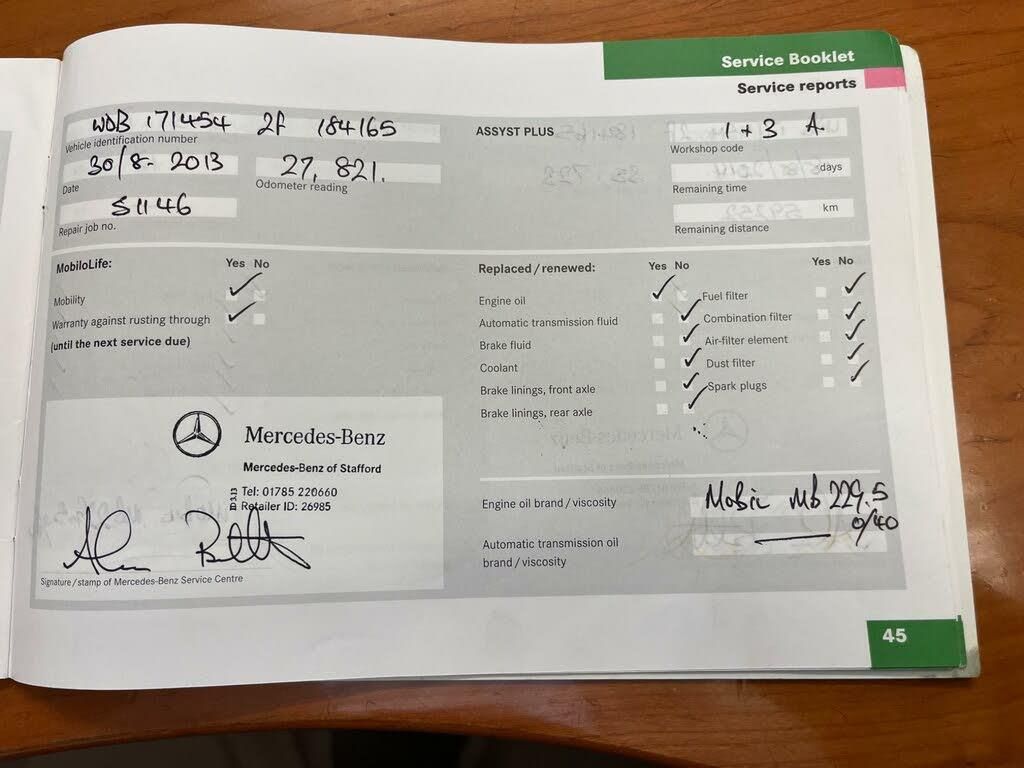 Service Booklet
Service reports
WDB 171454 2F 184165
Vehicle identification number
30/8- 2013 27,821.
Date Odometer reading
S1146
Repair job no.
ASSYST PLUS
1 + 3 A.
Workshop code
days
Remaining time
km
Remaining distance
MobiloLife: Yes No
Mobility
Warranty against rusting through
(until the next service due)
Replaced/renewed: Yes No Yes No
Engine oil Fuel filter
Automatic transmission fluid Combination filter
Brake fluid Air-filter element
Coolant Dust filter
Brake linings, front axle Spark plugs
Brake linings, rear axle
Mercedes-Benz
Mercedes-Benz of Stafford
Tel: 01785 220660
Retailer ID: 26985
Signature/stamp of Mercedes-Benz Service Centre
Engine oil brand/viscosity Mobil Mb 229.5
0/40
Automatic transmission oil
brand/viscosity
45